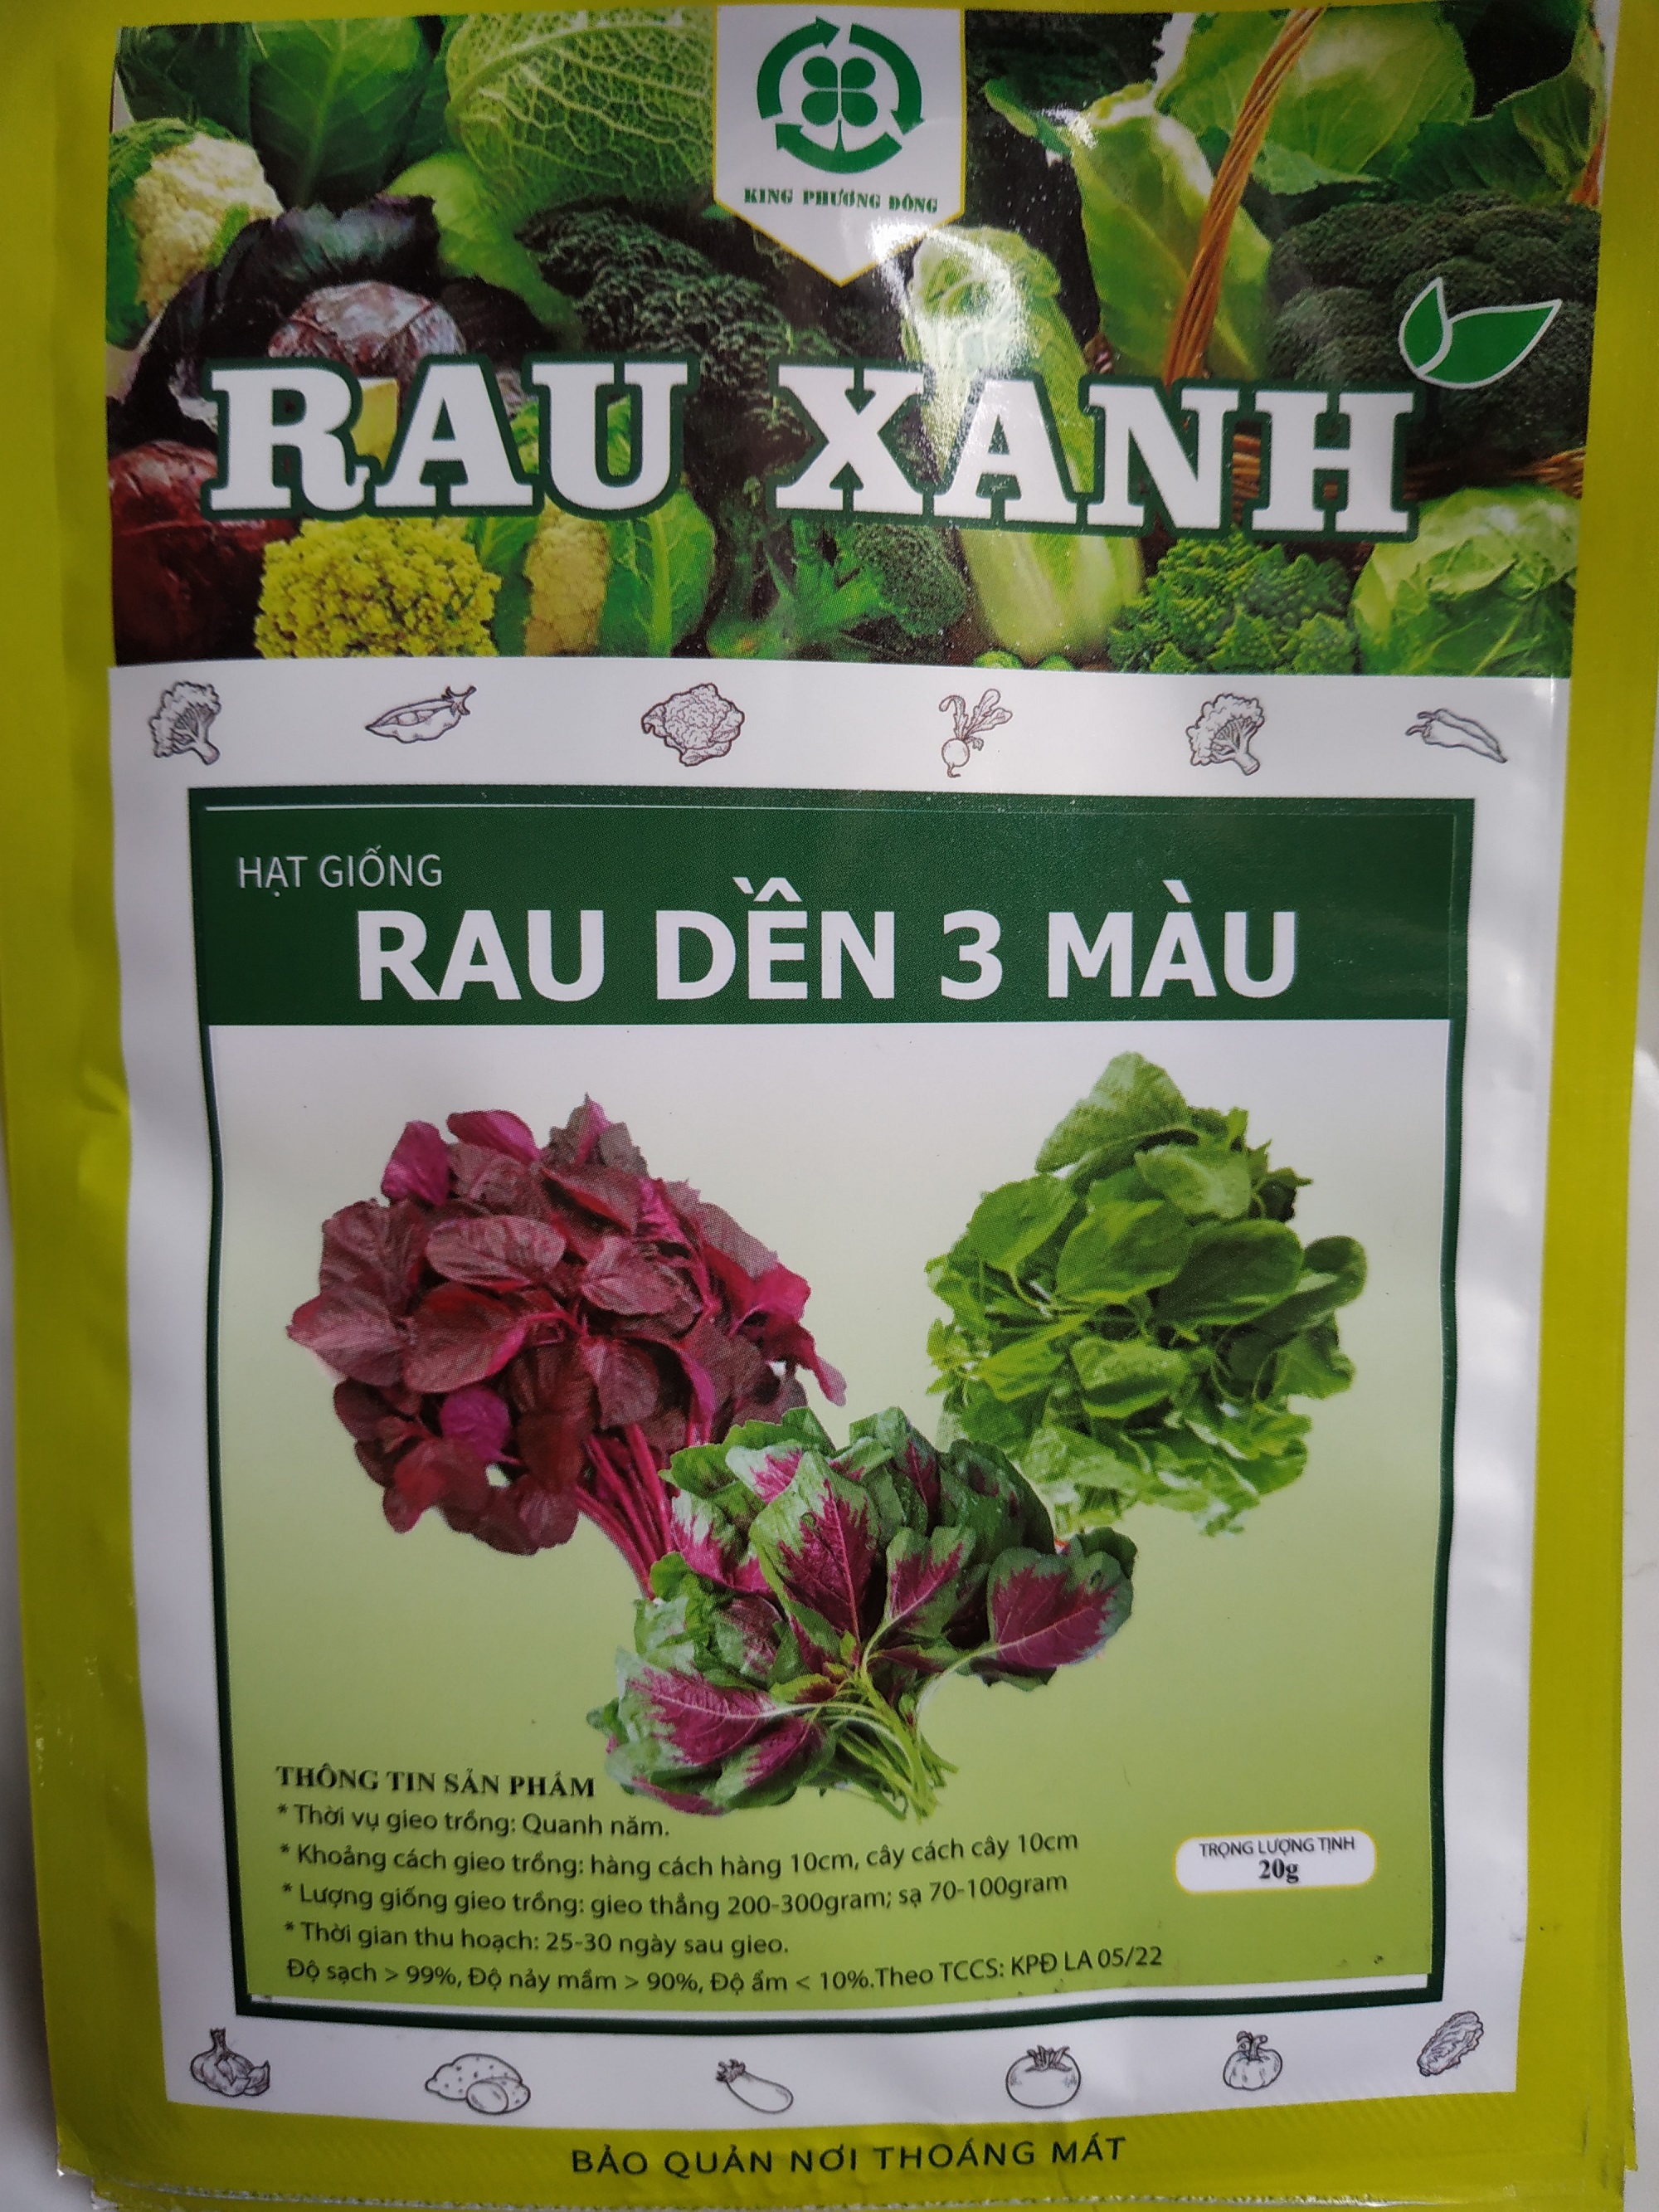 KING PHƯƠNG ĐÔNG
RAU XANH
HẠT GIỐNG
RAU DỀN 3 MÀU
THÔNG TIN SẢN PHẨM
* Thời vụ gieo trồng: Quanh năm.
* Khoảng cách gieo trồng: hàng cách hàng 10cm, cây cách cây 10cm
* Lượng giống gieo trồng: gieo thẳng 200-300gram; sạ 70-100gram
* Thời gian thu hoạch: 25-30 ngày sau gieo.
Độ sạch > 99%, Độ nảy mầm > 90%, Độ ẩm < 10%.Theo TCCS: KPĐ LA 05/22
TRỌNG LƯỢNG TỊNH
20g
BẢO QUẢN NƠI THOÁNG MÁT